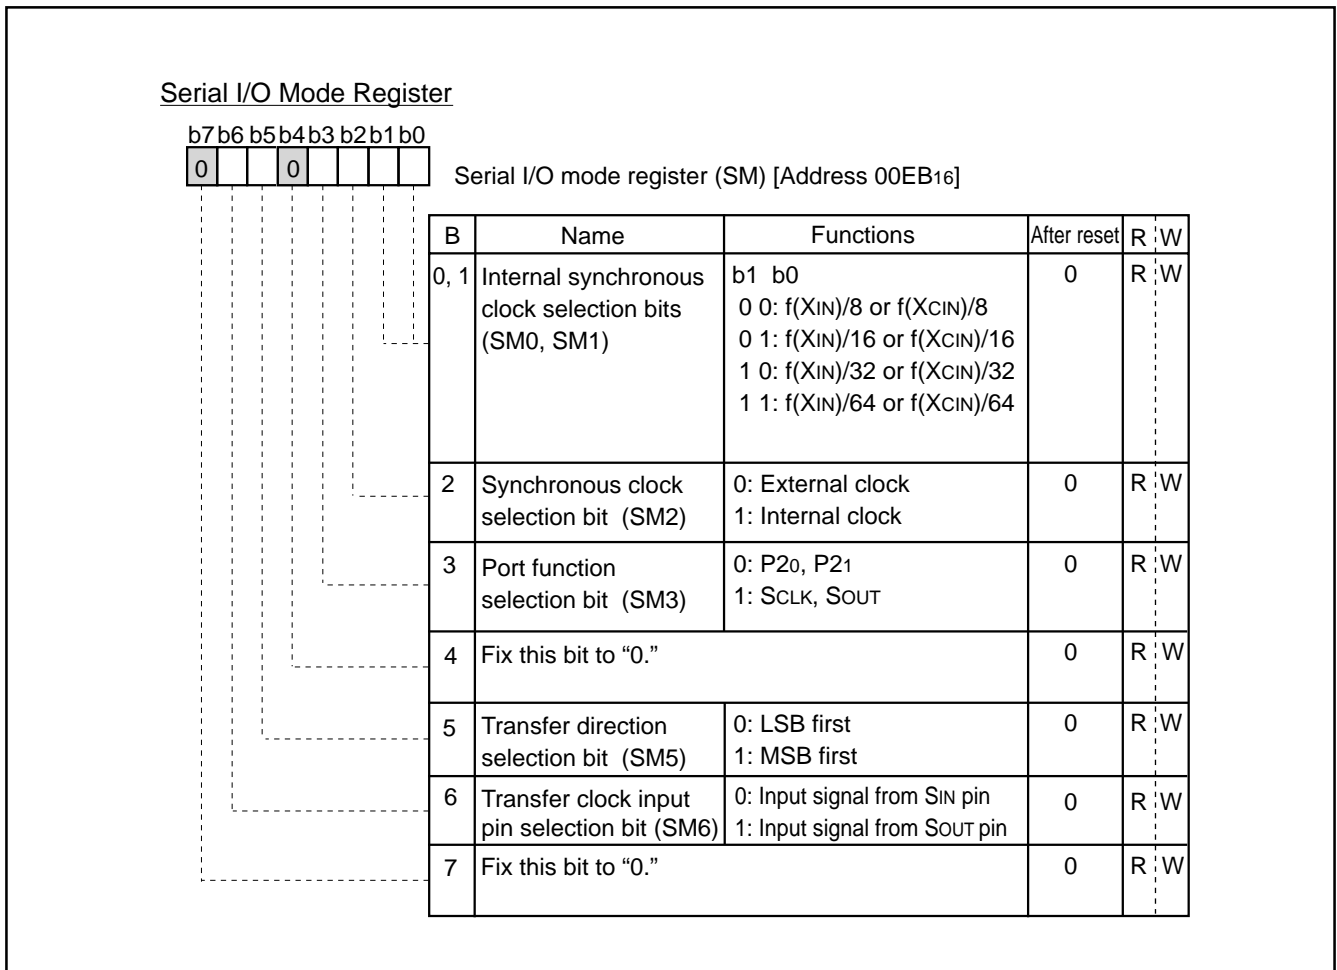 Serial I/O Mode Register
b7 b6 b5 b4 b3 b2 b1 b0
0 0
Serial I/O mode register (SM) [Address 00EB16]
B Name Functions After reset R W
0, 1 Internal synchronous b1 b0 0 R W
clock selection bits 0 0: f(XIN)/8 or f(XCIN)/8
(SM0, SM1) 0 1: f(XIN)/16 or f(XCIN)/16
1 0: f(XIN)/32 or f(XCIN)/32
1 1: f(XIN)/64 or f(XCIN)/64
2 Synchronous clock 0: External clock 0 R W
selection bit (SM2) 1: Internal clock
3 Port function 0: P20, P21 0 R W
selection bit (SM3) 1: SCLK, SOUT
4 Fix this bit to “0.” 0 R W
5 Transfer direction 0: LSB first 0 R W
selection bit (SM5) 1: MSB first
6 Transfer clock input 0: Input signal from SIN pin 0 R W
pin selection bit (SM6) 1: Input signal from SOUT pin
7 Fix this bit to “0.” 0 R W